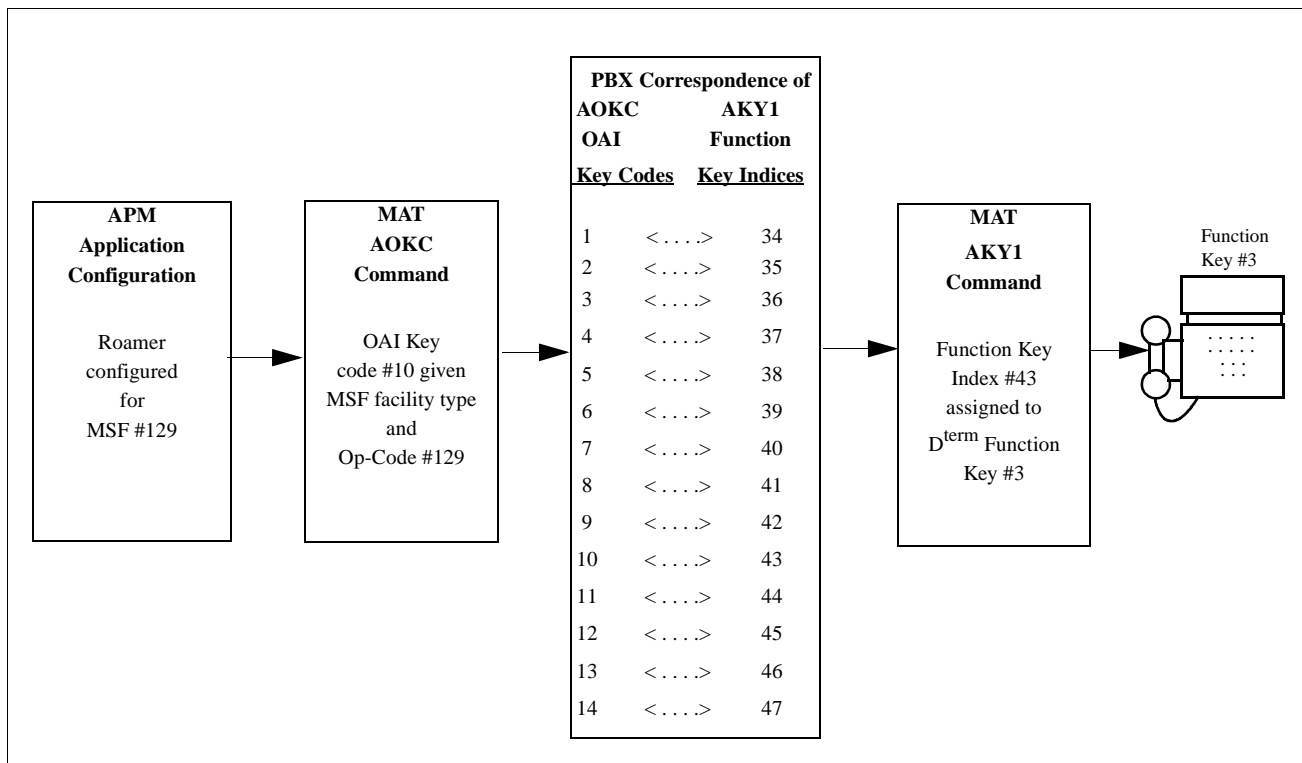 APM
Application
Configuration
Roamer
configured
for
MSF #129
MAT
AOKC
Command
OAI Key
code #10 given
MSF facility type
and
Op-Code #129
PBX Correspondence of
AOKC AKY1
OAI Function
Key Codes Key Indices
1 < . . . .> 34
2 < . . . .> 35
3 < . . . .> 36
4 < . . . .> 37
5 < . . . .> 38
6 < . . . .> 39
7 < . . . .> 40
8 < . . . .> 41
9 < . . . .> 42
10 < . . . .> 43
11 < . . . .> 44
12 < . . . .> 45
13 < . . . .> 46
14 < . . . .> 47
MAT
AKY1
Command
Function Key
Index #43
assigned to
Dterm Function
Key #3
Function
Key #3